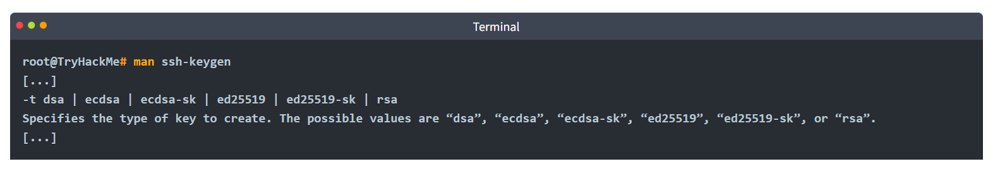 Terminal
root@TryHackMe# man ssh-keygen
[...]
-t dsa | ecdsa | ecdsa-sk | ed25519 | ed25519-sk | rsa
Specifies the type of key to create. The possible values are “dsa”, “ecdsa”, “ecdsa-sk”, “ed25519”, “ed25519-sk”, or “rsa”.
[...]